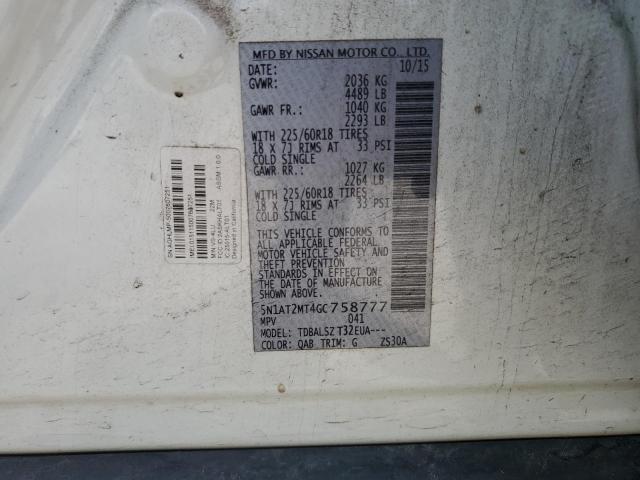 MFD BY NISSAN MOTOR CO., LTD.
DATE: 10/15
GVWR: 2036 KG
4489 LB
GAWR FR.: 1040 KG
2293 LB
WITH 225/60R18 TIRES
18 X 7J RIMS AT 33 PSI
COLD SINGLE
GAWR RR.: 1027 KG
2264 LB
WITH 225/60R18 TIRES
18 X 7J RIMS AT 33 PSI
COLD SINGLE
THIS VEHICLE CONFORMS TO
ALL APPLICABLE FEDERAL
MOTOR VEHICLE SAFETY AND
THEFT PREVENTION
STANDARDS IN EFFECT ON
THE DATE OF MANUFACTURE
SHOWN ABOVE.
5N1AT2MT4GC758777
MPV 041
MODEL: TDBALSZ T32EUA---
COLOR: QAB TRIM: G ZS30A
Designed in California